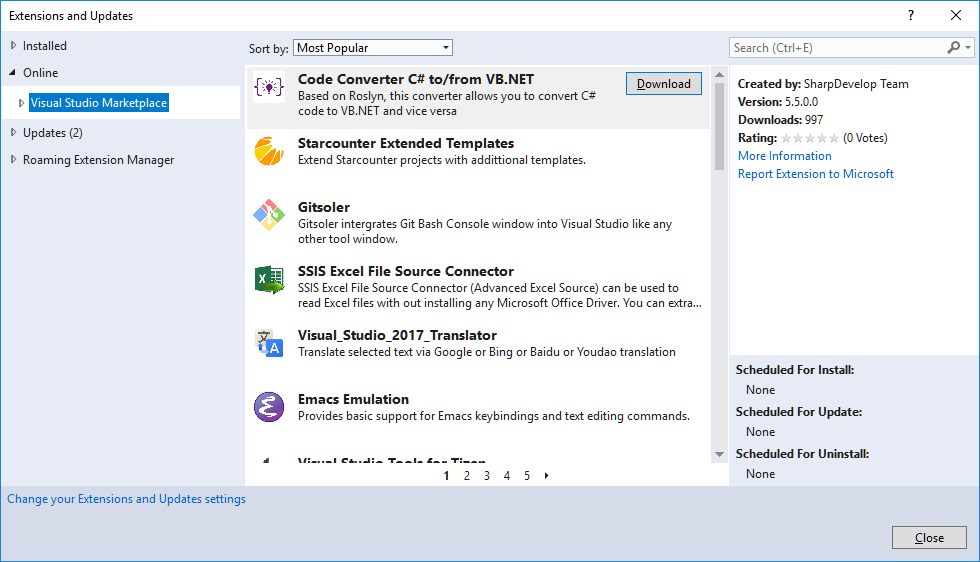 Extensions and Updates
Installed
Online
Visual Studio Marketplace
Updates (2)
Roaming Extension Manager
Sort by: Most Popular
Code Converter C# to/from VB.NET
Based on Roslyn, this converter allows you to convert C#
code to VB.NET and vice versa
Download
Starcounter Extended Templates
Extend Starcounter projects with addittional templates.
Gitsoler
Gitsoler intergrates Git Bash Console window into Visual Studio like any
other tool window.
SSIS Excel File Source Connector
SSIS Excel File Source Connector (Advanced Excel Source) can be used to
read Excel files with out installing any Microsoft Office Driver. You can extra...
Visual_Studio_2017_Translator
Translate selected text via Google or Bing or Baidu or Youdao translation
Emacs Emulation
Provides basic support for Emacs keybindings and text editing commands.
Visual Studio Tools for Tizen
1 2 3 4 5
Search (Ctrl+E)
Created by: SharpDevelop Team
Version: 5.5.0.0
Downloads: 997
Rating: (0 Votes)
More Information
Report Extension to Microsoft
Scheduled For Install:
None
Scheduled For Update:
None
Scheduled For Uninstall:
None
Change your Extensions and Updates settings
Close